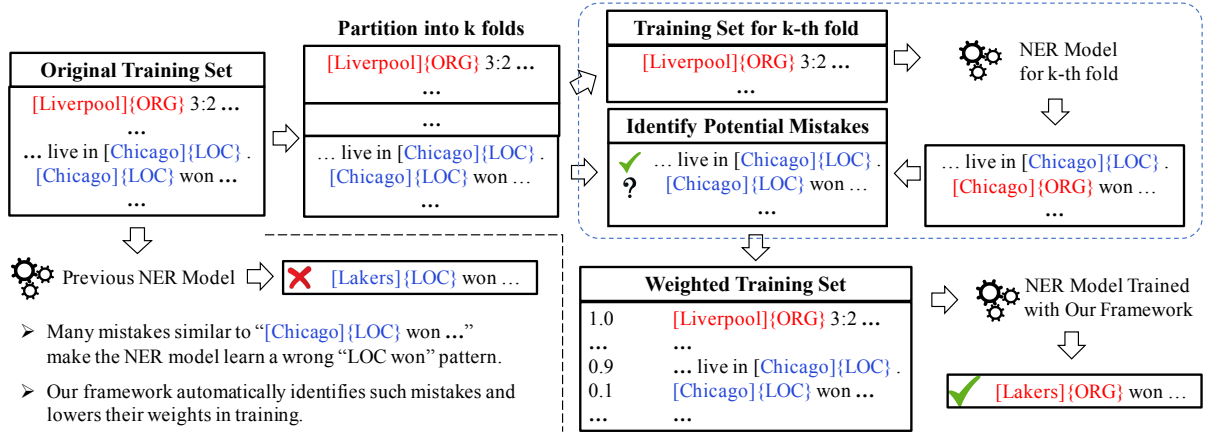 Original Training Set
[Liverpool]{ORG} 3:2 ...
...
... live in [Chicago]{LOC} .
[Chicago]{LOC} won ...
...
Partition into k folds
[Liverpool]{ORG} 3:2 ...
...
...
... live in [Chicago]{LOC} .
[Chicago]{LOC} won ...
...
Training Set for k-th fold
[Liverpool]{ORG} 3:2 ...
...
NER Model
for k-th fold
Identify Potential Mistakes
✓ ... live in [Chicago]{LOC} .
? [Chicago]{LOC} won ...
...
... live in [Chicago]{LOC} .
[Chicago]{ORG} won ...
...
Previous NER Model
[Lakers]{LOC} won ...
➢ Many mistakes similar to “[Chicago]{LOC} won ...”
make the NER model learn a wrong “LOC won” pattern.
➢ Our framework automatically identifies such mistakes and
lowers their weights in training.
Weighted Training Set
1.0 [Liverpool]{ORG} 3:2 ...
... ...
0.9 ... live in [Chicago]{LOC} .
0.1 [Chicago]{LOC} won ...
... ...
NER Model Trained
with Our Framework
[Lakers]{ORG} won ...